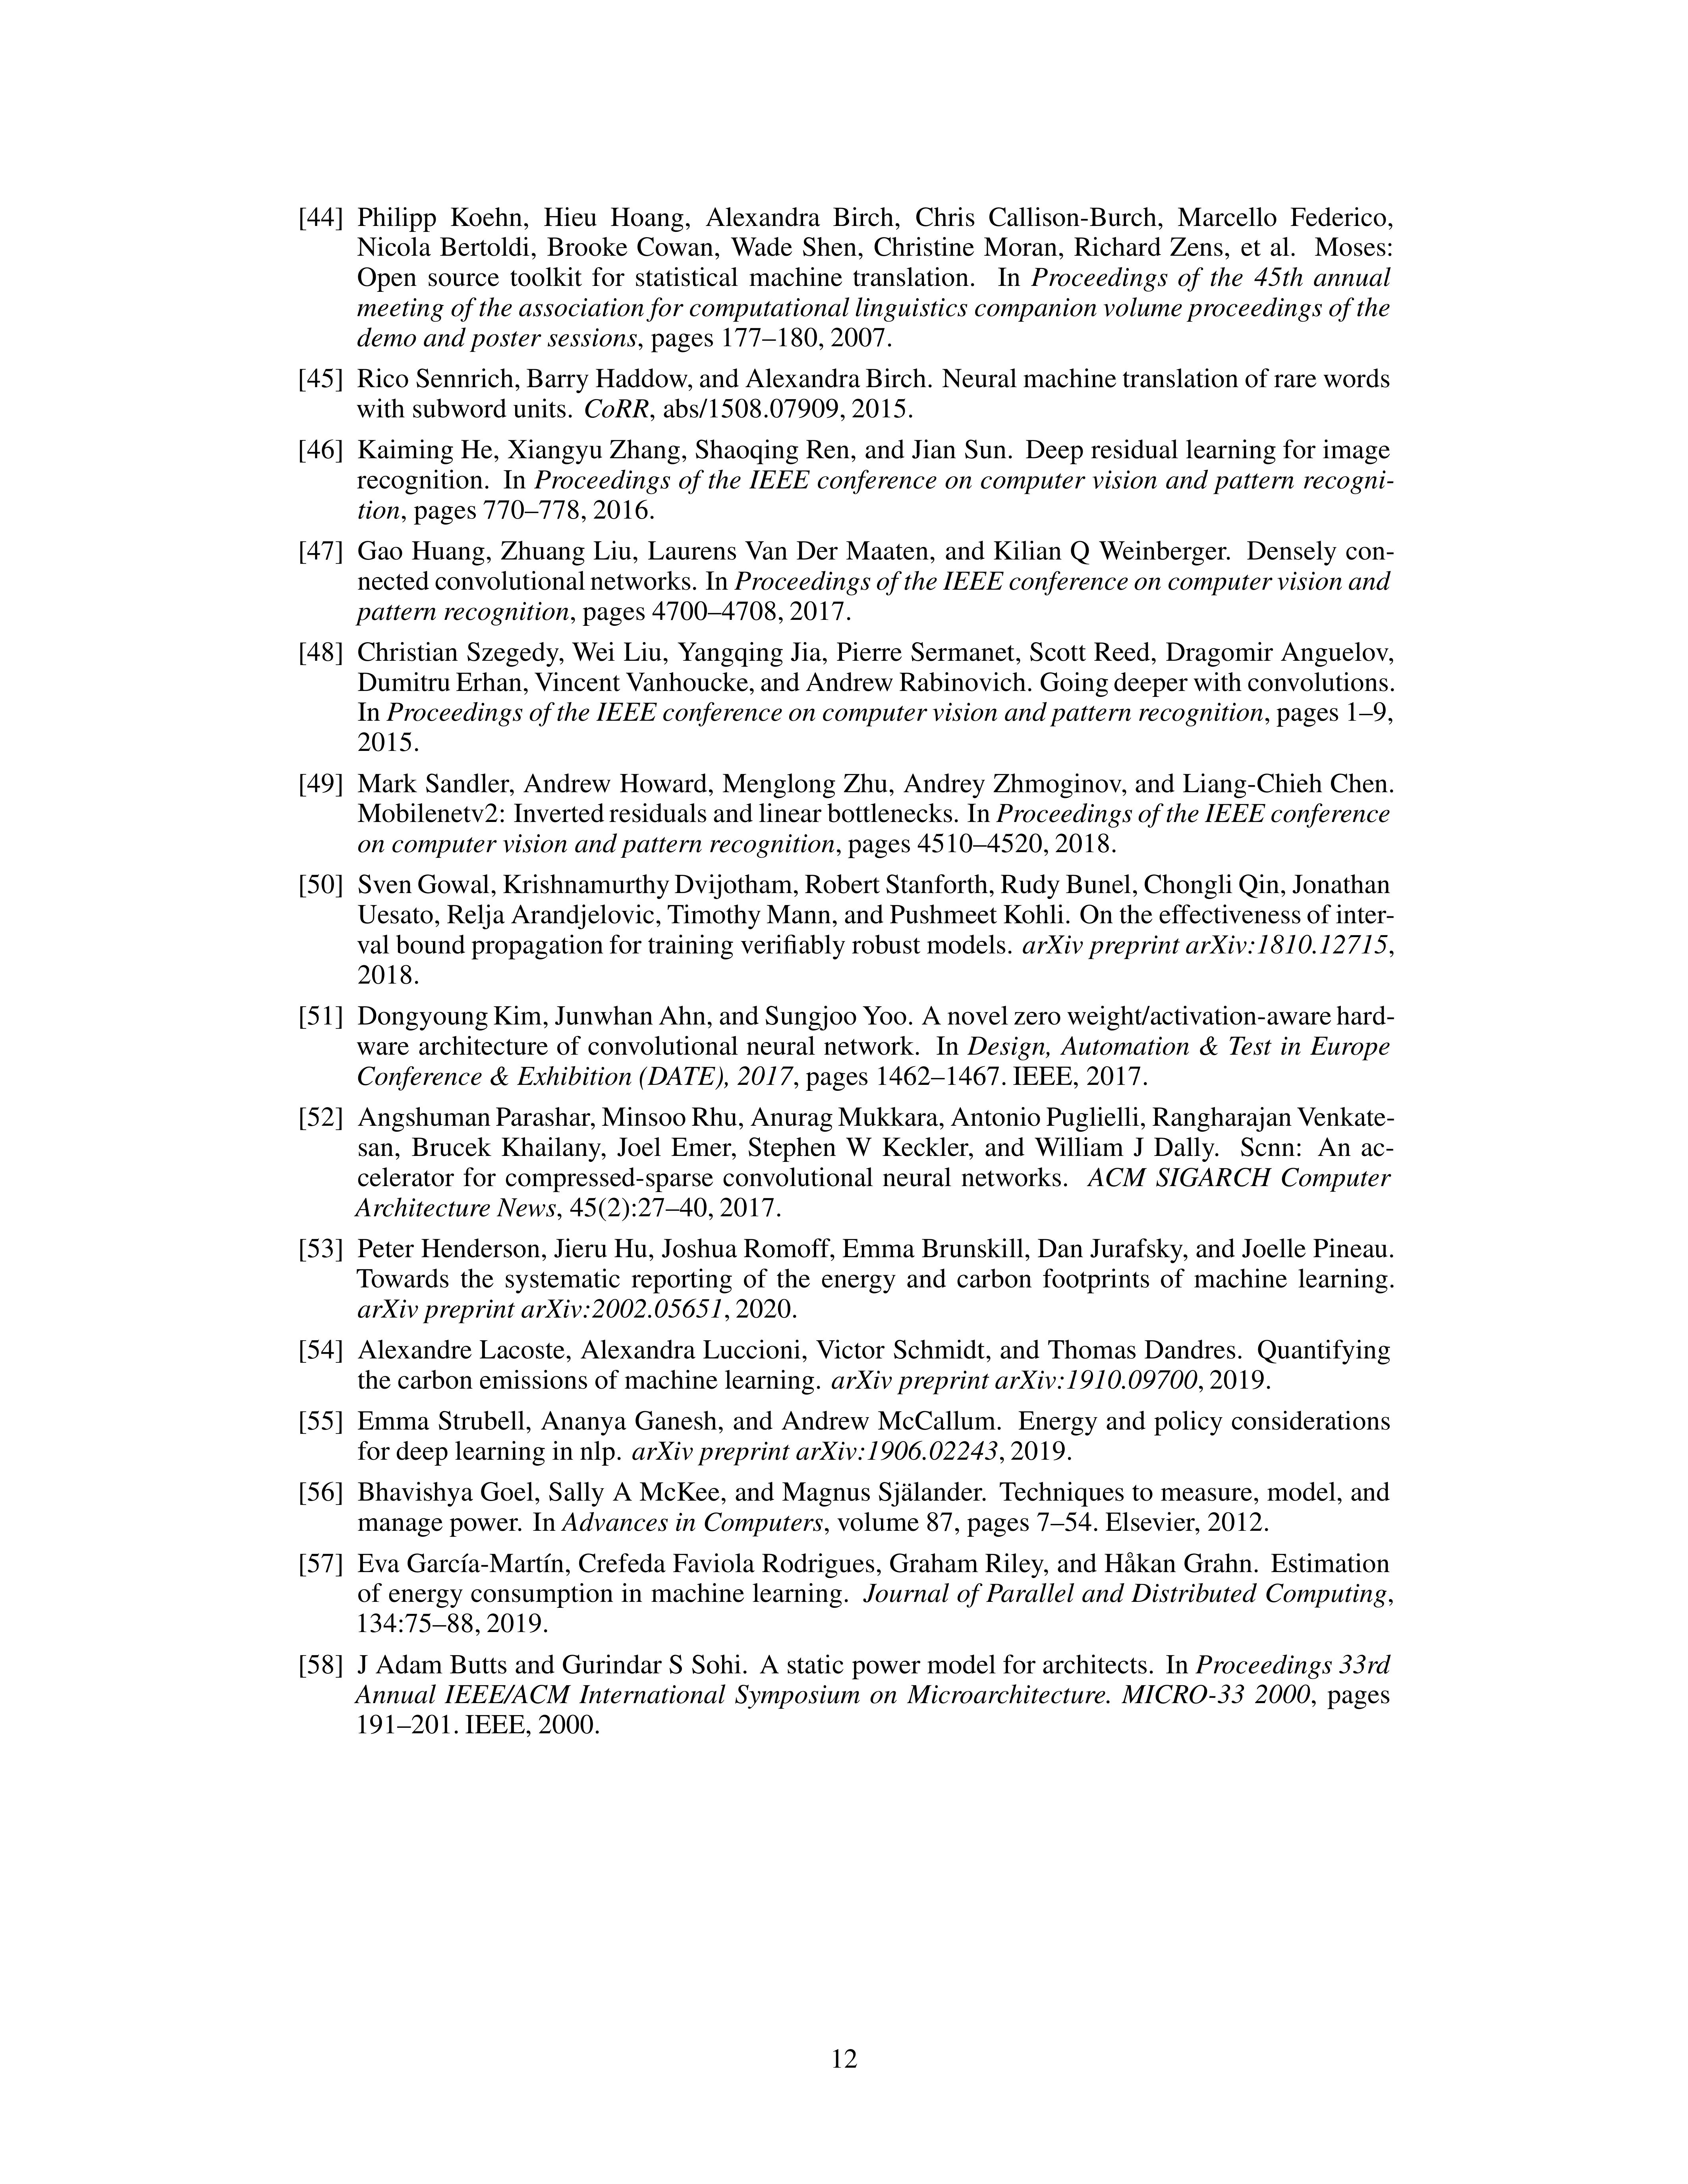 [44] Philipp Koehn, Hieu Hoang, Alexandra Birch, Chris Callison-Burch, Marcello Federico,
Nicola Bertoldi, Brooke Cowan, Wade Shen, Christine Moran, Richard Zens, et al. Moses:
Open source toolkit for statistical machine translation. In Proceedings of the 45th annual
meeting of the association for computational linguistics companion volume proceedings of the
demo and poster sessions, pages 177–180, 2007.
[45] Rico Sennrich, Barry Haddow, and Alexandra Birch. Neural machine translation of rare words
with subword units. CoRR, abs/1508.07909, 2015.
[46] Kaiming He, Xiangyu Zhang, Shaoqing Ren, and Jian Sun. Deep residual learning for image
recognition. In Proceedings of the IEEE conference on computer vision and pattern recogni-
tion, pages 770–778, 2016.
[47] Gao Huang, Zhuang Liu, Laurens Van Der Maaten, and Kilian Q Weinberger. Densely con-
nected convolutional networks. In Proceedings of the IEEE conference on computer vision and
pattern recognition, pages 4700–4708, 2017.
[48] Christian Szegedy, Wei Liu, Yangqing Jia, Pierre Sermanet, Scott Reed, Dragomir Anguelov,
Dumitru Erhan, Vincent Vanhoucke, and Andrew Rabinovich. Going deeper with convolutions.
In Proceedings of the IEEE conference on computer vision and pattern recognition, pages 1–9,
2015.
[49] Mark Sandler, Andrew Howard, Menglong Zhu, Andrey Zhmoginov, and Liang-Chieh Chen.
Mobilenetv2: Inverted residuals and linear bottlenecks. In Proceedings of the IEEE conference
on computer vision and pattern recognition, pages 4510–4520, 2018.
[50] Sven Gowal, Krishnamurthy Dvijotham, Robert Stanforth, Rudy Bunel, Chongli Qin, Jonathan
Uesato, Relja Arandjelovic, Timothy Mann, and Pushmeet Kohli. On the effectiveness of inter-
val bound propagation for training verifiably robust models. arXiv preprint arXiv:1810.12715,
2018.
[51] Dongyoung Kim, Junwhan Ahn, and Sungjoo Yoo. A novel zero weight/activation-aware hard-
ware architecture of convolutional neural network. In Design, Automation & Test in Europe
Conference & Exhibition (DATE), 2017, pages 1462–1467. IEEE, 2017.
[52] Angshuman Parashar, Minsoo Rhu, Anurag Mukkara, Antonio Puglielli, Rangharajan Venkate-
san, Brucek Khailany, Joel Emer, Stephen W Keckler, and William J Dally. Scnn: An ac-
celerator for compressed-sparse convolutional neural networks. ACM SIGARCH Computer
Architecture News, 45(2):27–40, 2017.
[53] Peter Henderson, Jieru Hu, Joshua Romoff, Emma Brunskill, Dan Jurafsky, and Joelle Pineau.
Towards the systematic reporting of the energy and carbon footprints of machine learning.
arXiv preprint arXiv:2002.05651, 2020.
[54] Alexandre Lacoste, Alexandra Luccioni, Victor Schmidt, and Thomas Dandres. Quantifying
the carbon emissions of machine learning. arXiv preprint arXiv:1910.09700, 2019.
[55] Emma Strubell, Ananya Ganesh, and Andrew McCallum. Energy and policy considerations
for deep learning in nlp. arXiv preprint arXiv:1906.02243, 2019.
[56] Bhavishya Goel, Sally A McKee, and Magnus Själander. Techniques to measure, model, and
manage power. In Advances in Computers, volume 87, pages 7–54. Elsevier, 2012.
[57] Eva García-Martín, Crefeda Faviola Rodrigues, Graham Riley, and Håkan Grahn. Estimation
of energy consumption in machine learning. Journal of Parallel and Distributed Computing,
134:75–88, 2019.
[58] J Adam Butts and Gurindar S Sohi. A static power model for architects. In Proceedings 33rd
Annual IEEE/ACM International Symposium on Microarchitecture. MICRO-33 2000, pages
191–201. IEEE, 2000.
12